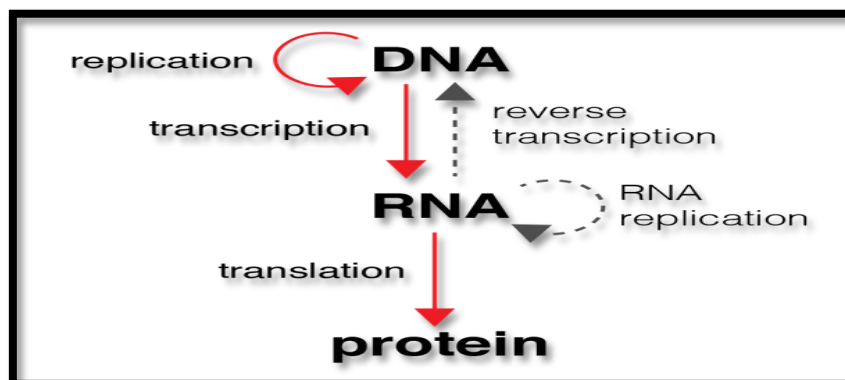 replication
DNA
transcription
reverse
transcription
RNA
RNA
replication
translation
protein